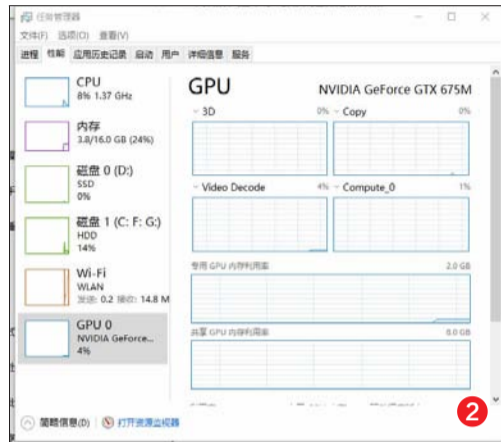 任务管理器
文件(F) 选项(O) 查看(V)
进程 性能 应用历史记录 启动 用户 详细信息 服务
CPU
8% 1.37 GHz
内存
3.8/16.0 GB (24%)
磁盘 0 (D:)
SSD
0%
磁盘 1 (C: F: G:)
HDD
14%
Wi-Fi
WLAN
发送: 0.2 接收: 14.8 M
GPU 0
NVIDIA GeForce...
4%
GPU
NVIDIA GeForce GTX 675M
3D 0%
Copy 0%
Video Decode 4%
Compute_0 1%
专用 GPU 内存利用率 2.0 GB
共享 GPU 内存利用率 8.0 GB
简略信息(D)
打开资源监视器
2